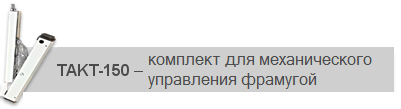 ТАКТ-150 – комплект для механического
управления фрамугой